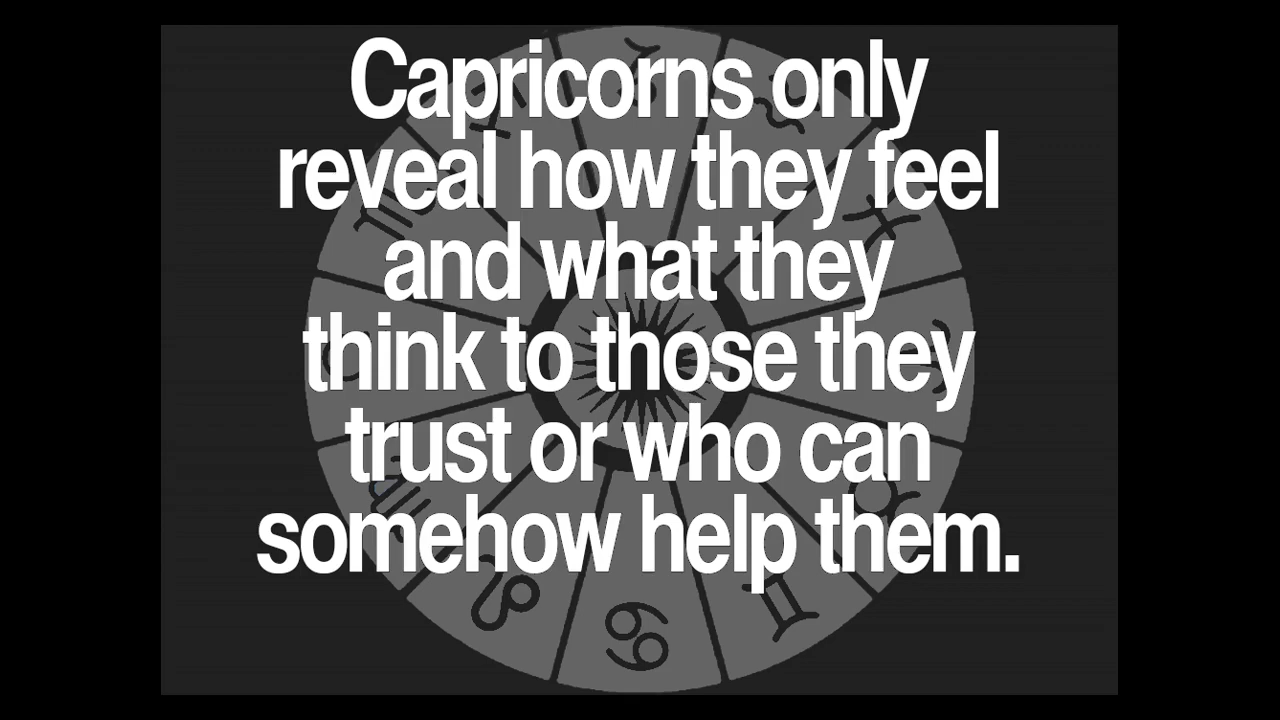 Capricorns only
reveal how they feel
and what they
think to those they
trust or who can
somehow help them.